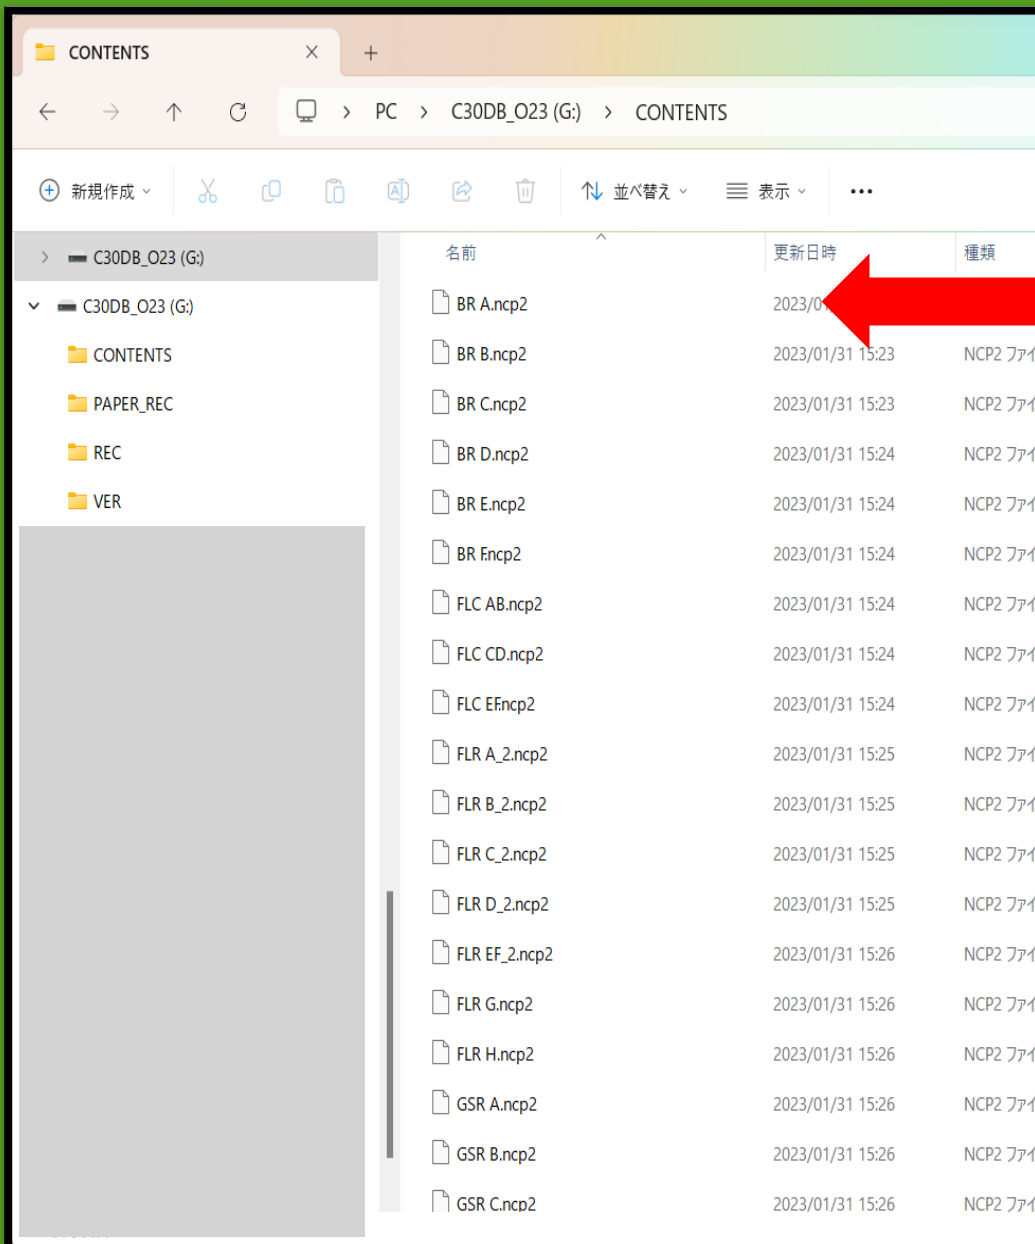 CONTENTS
PC > C30DB_O23 (G:) > CONTENTS
新規作成 並べ替え 表示
C30DB_O23 (G:)
C30DB_O23 (G:)
CONTENTS
PAPER_REC
REC
VER
名前 更新日時 種類
BR A.ncp2 2023/01
BR B.ncp2 2023/01/31 15:23 NCP2 ファイ
BR C.ncp2 2023/01/31 15:23 NCP2 ファイ
BR D.ncp2 2023/01/31 15:24 NCP2 ファイ
BR E.ncp2 2023/01/31 15:24 NCP2 ファイ
BR F.ncp2 2023/01/31 15:24 NCP2 ファイ
FLC AB.ncp2 2023/01/31 15:24 NCP2 ファイ
FLC CD.ncp2 2023/01/31 15:24 NCP2 ファイ
FLC EF.ncp2 2023/01/31 15:24 NCP2 ファイ
FLR A_2.ncp2 2023/01/31 15:25 NCP2 ファイ
FLR B_2.ncp2 2023/01/31 15:25 NCP2 ファイ
FLR C_2.ncp2 2023/01/31 15:25 NCP2 ファイ
FLR D_2.ncp2 2023/01/31 15:25 NCP2 ファイ
FLR EF_2.ncp2 2023/01/31 15:26 NCP2 ファイ
FLR G.ncp2 2023/01/31 15:26 NCP2 ファイ
FLR H.ncp2 2023/01/31 15:26 NCP2 ファイ
GSR A.ncp2 2023/01/31 15:26 NCP2 ファイ
GSR B.ncp2 2023/01/31 15:26 NCP2 ファイ
GSR C.ncp2 2023/01/31 15:26 NCP2 ファイ